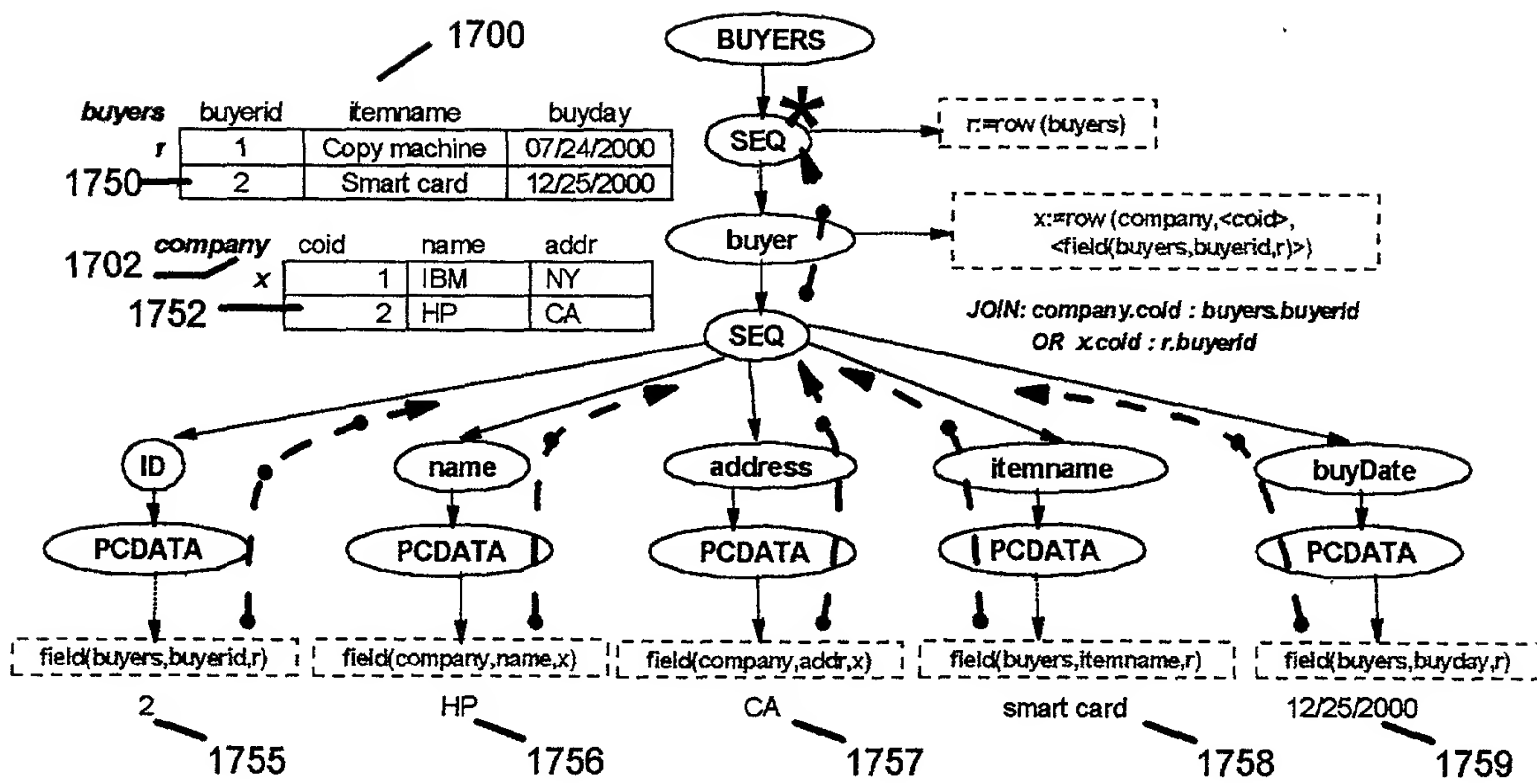 1700
BUYERS
buyers buyerid itemname buyday
r 1 Copy machine 07/24/2000
1750 2 Smart card 12/25/2000
*
SEQ
r:=row (buyers)
company coid name addr
1702
x 1 IBM NY
1752 2 HP CA
buyer
x:=row (company,<coid>,
<field(buyers,buyerid,r)>)
SEQ
JOIN: company.coid : buyers.buyerid
OR x.coid : r.buyerid
ID name address itemname buyDate
PCDATA PCDATA PCDATA PCDATA PCDATA
field(buyers,buyerid,r) field(company,name,x) field(company,addr,x) field(buyers,itemname,r) field(buyers,buyday,r)
2 HP CA smart card 12/25/2000
1755 1756 1757 1758 1759